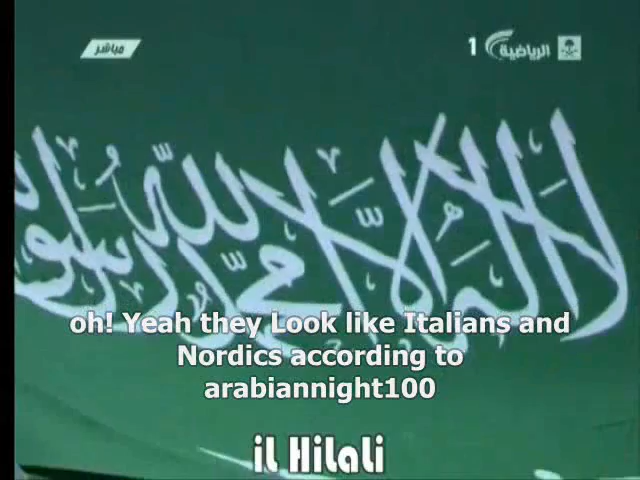 مباشر
الرياضية 1
لا اله الا الله محمد رسول
oh! Yeah they Look like Italians and
Nordics according to
arabiannight100
iL HiLaLi